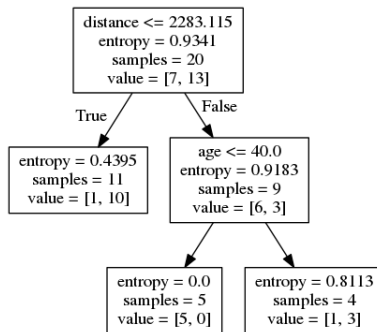 distance <= 2283.115
entropy = 0.9341
samples = 20
value = [7, 13]
True
False
entropy = 0.4395
samples = 11
value = [1, 10]
age <= 40.0
entropy = 0.9183
samples = 9
value = [6, 3]
entropy = 0.0
samples = 5
value = [5, 0]
entropy = 0.8113
samples = 4
value = [1, 3]